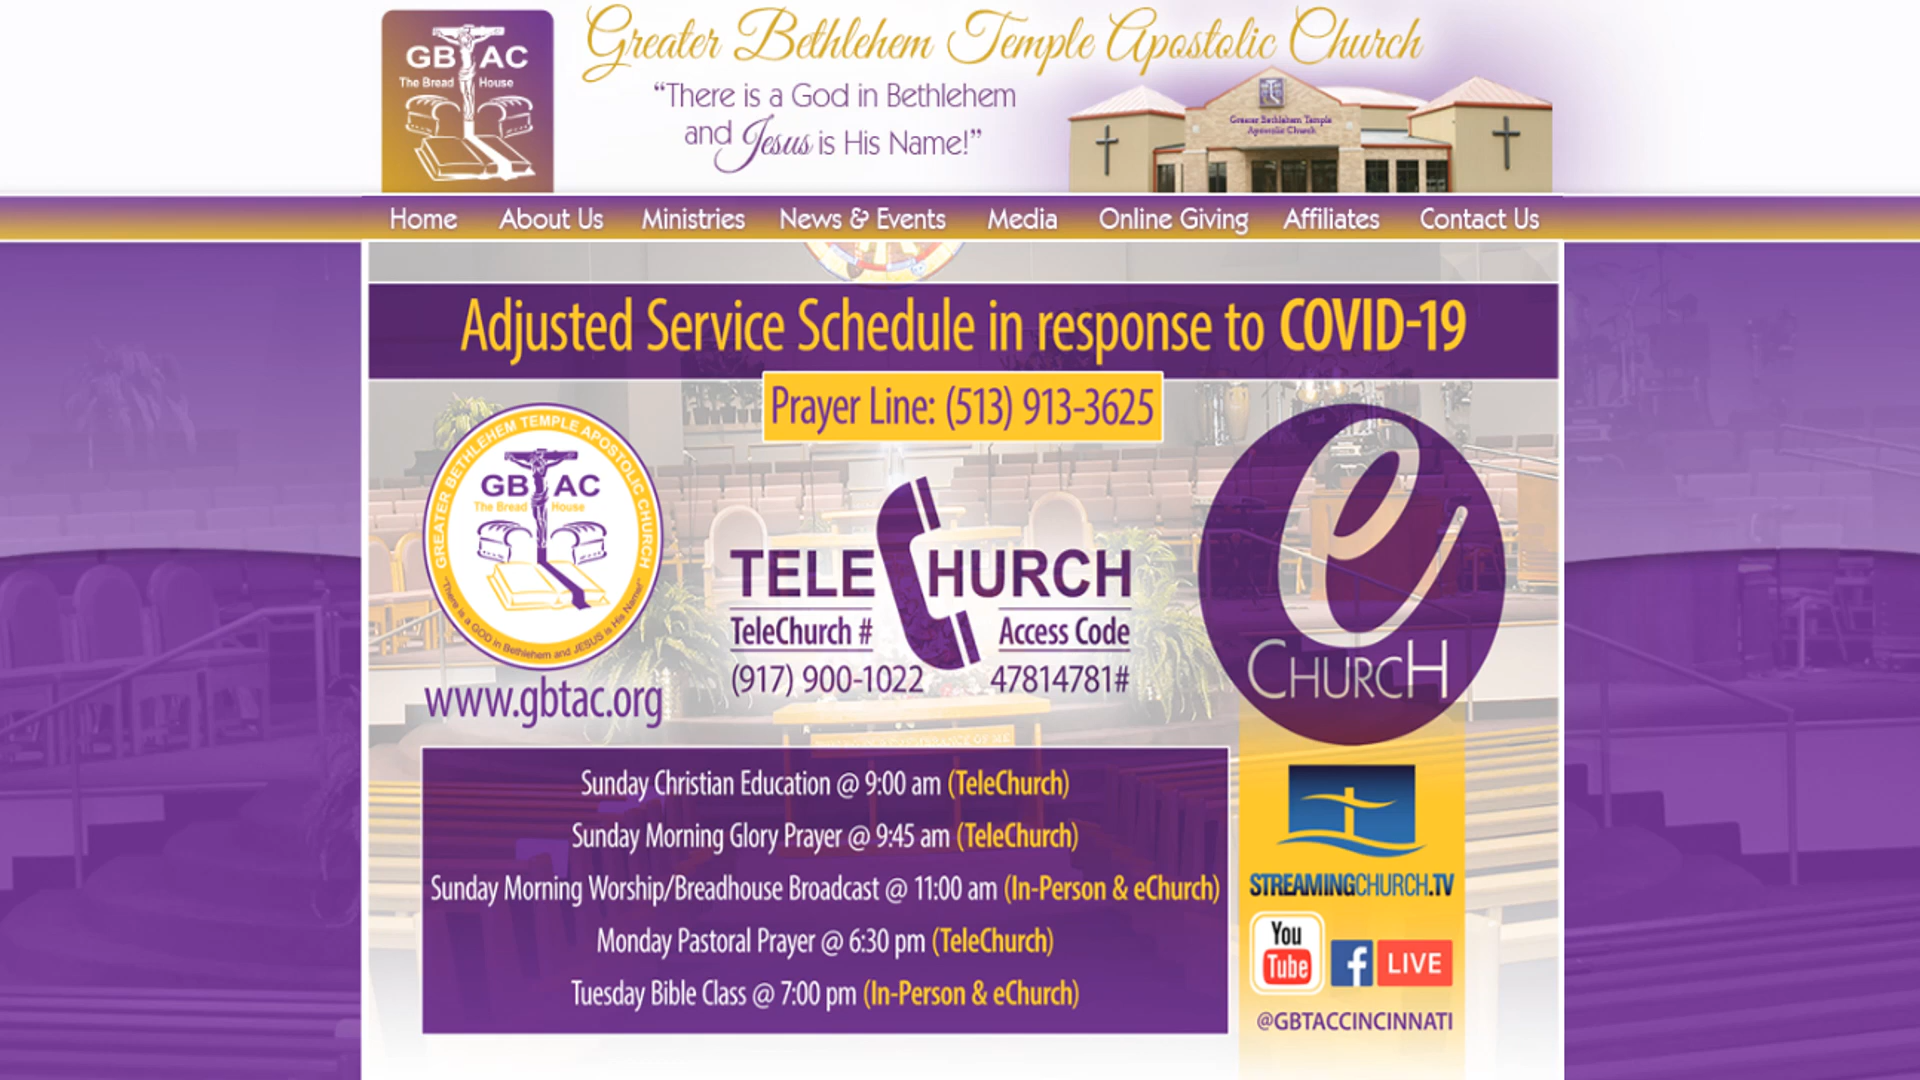 GBTAC
The Bread House
Greater Bethlehem Temple Apostolic Church
“There is a God in Bethlehem
and Jesus is His Name!”
Greater Bethlehem Temple
Apostolic Church
Home About Us Ministries News & Events Media Online Giving Affiliates Contact Us
Adjusted Service Schedule in response to COVID-19
Prayer Line: (513) 913-3625
GREATER BETHLEHEM TEMPLE APOSTOLIC CHURCH
GBTAC
The Bread House
"There is a GOD in Bethlehem and JESUS is His Name!"
www.gbtac.org
TELECHURCH
TeleChurch # Access Code
(917) 900-1022 47814781#
e
CHURCH
Sunday Christian Education @ 9:00 am (TeleChurch)
Sunday Morning Glory Prayer @ 9:45 am (TeleChurch)
Sunday Morning Worship/Breadhouse Broadcast @ 11:00 am (In-Person & eChurch)
Monday Pastoral Prayer @ 6:30 pm (TeleChurch)
Tuesday Bible Class @ 7:00 pm (In-Person & eChurch)
STREAMINGCHURCH.TV
You
Tube
f LIVE
@GBTACCINCINNATI